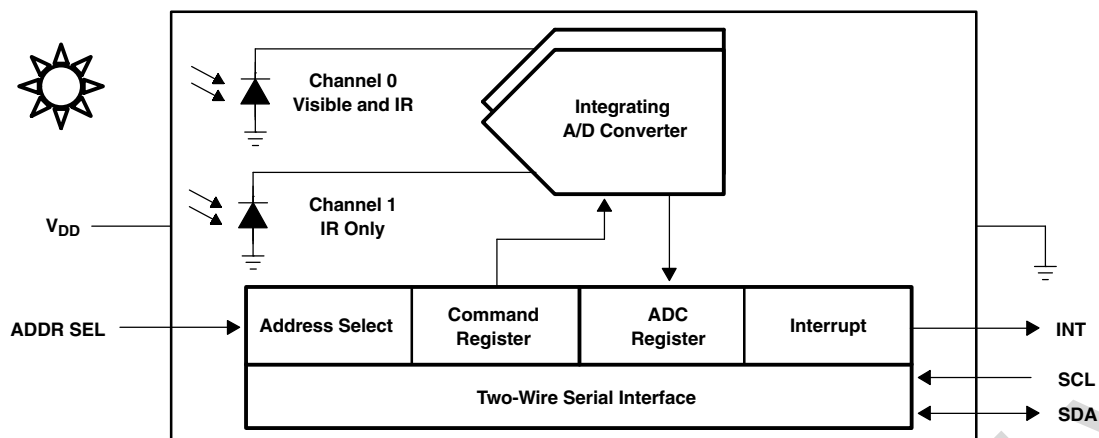 Channel 0
Visible and IR
Integrating
A/D Converter
Channel 1
IR Only
VDD
ADDR SEL
Address Select
Command
Register
ADC
Register
Interrupt
INT
Two-Wire Serial Interface
SCL
SDA